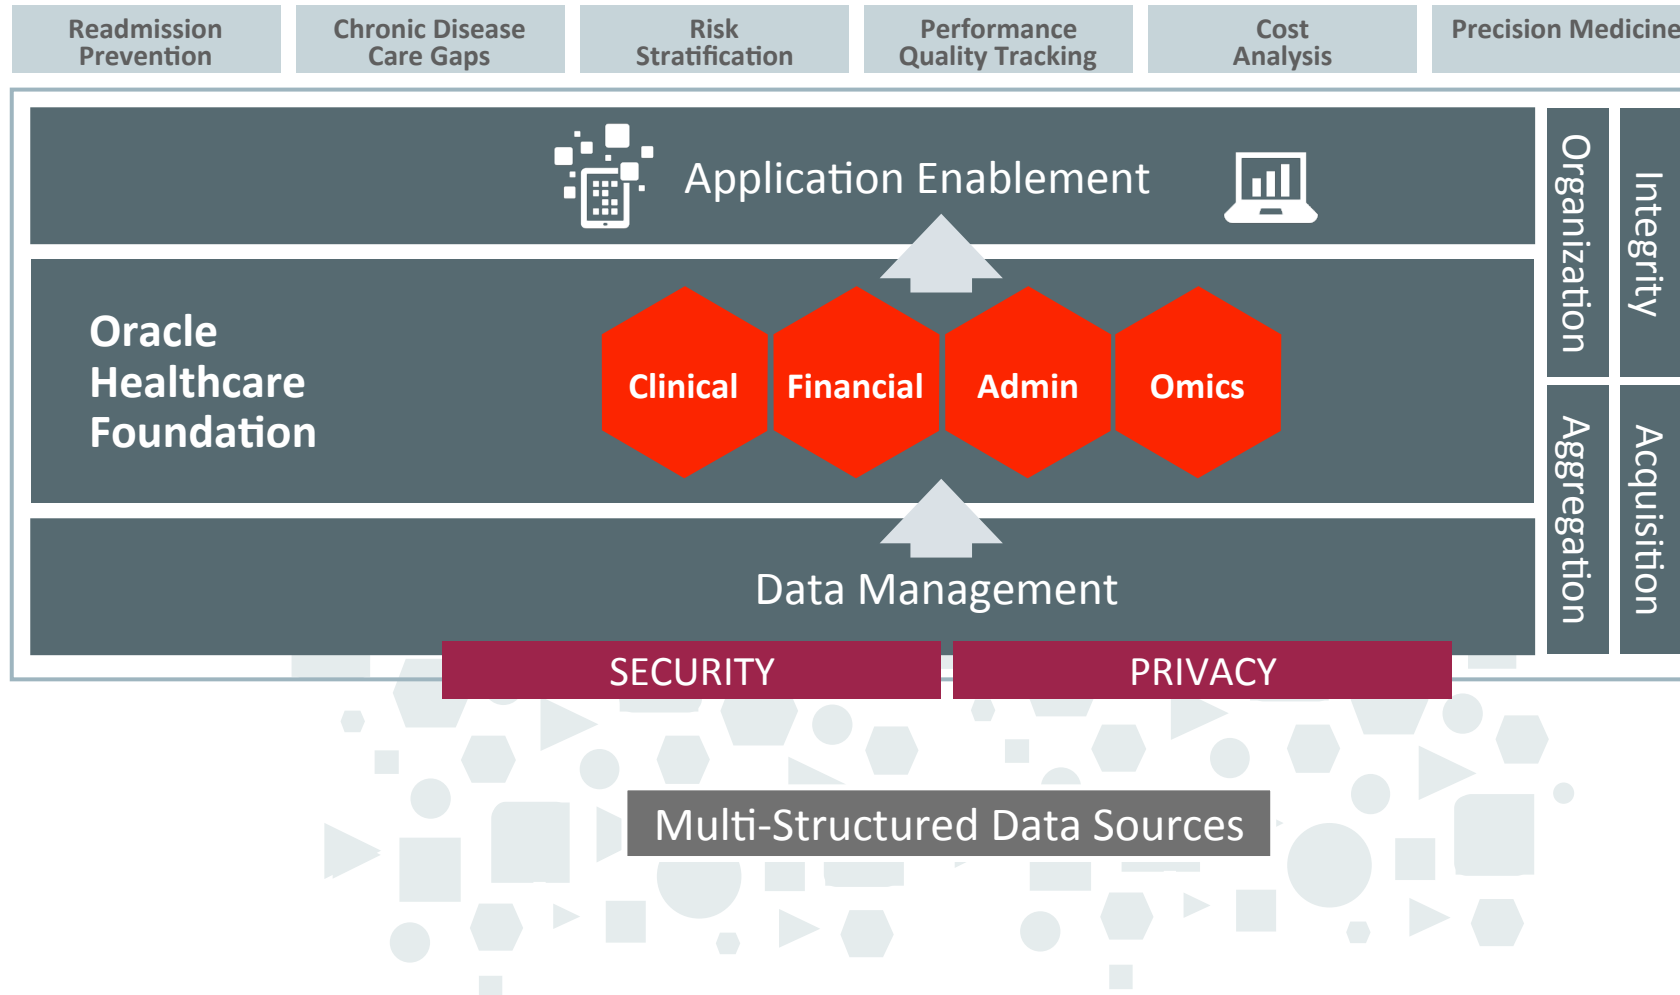 Readmission
Prevention
Chronic Disease
Care Gaps
Risk
Stratification
Performance
Quality Tracking
Cost
Analysis
Precision Medicine
Application Enablement
Organization
Integrity
Oracle
Healthcare
Foundation
Clinical
Financial
Admin
Omics
Aggregation
Acquisition
Data Management
SECURITY
PRIVACY
Multi-Structured Data Sources